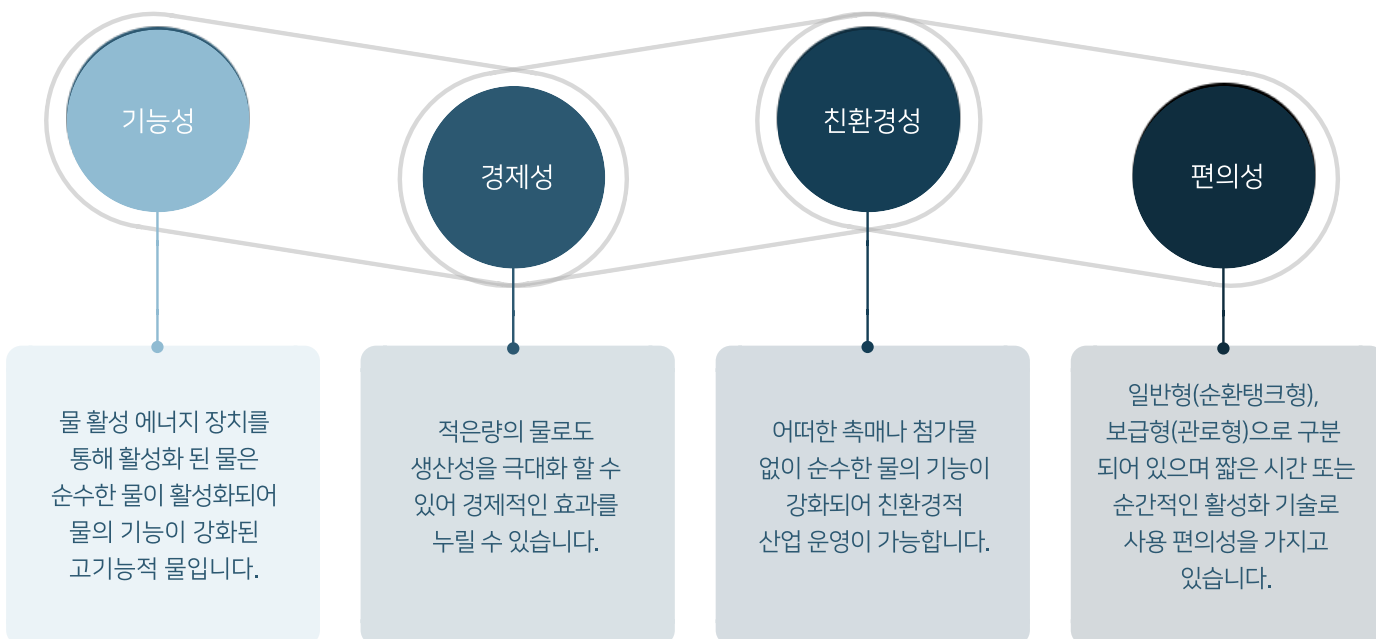 기능성
경제성
친환경성
편의성
물 활성 에너지 장치를
통해 활성화 된 물은
순수한 물이 활성화되어
물의 기능이 강화된
고기능적 물입니다.
적은량의 물로도
생산성을 극대화 할 수
있어 경제적인 효과를
누릴 수 있습니다.
어떠한 촉매나 첨가물
없이 순수한 물의 기능이
강화되어 친환경적
산업 운영이 가능합니다.
일반형(순환탱크형),
보급형(관로형)으로 구분
되어 있으며 짧은 시간 또는
순간적인 활성화 기술로
사용 편의성을 가지고
있습니다.